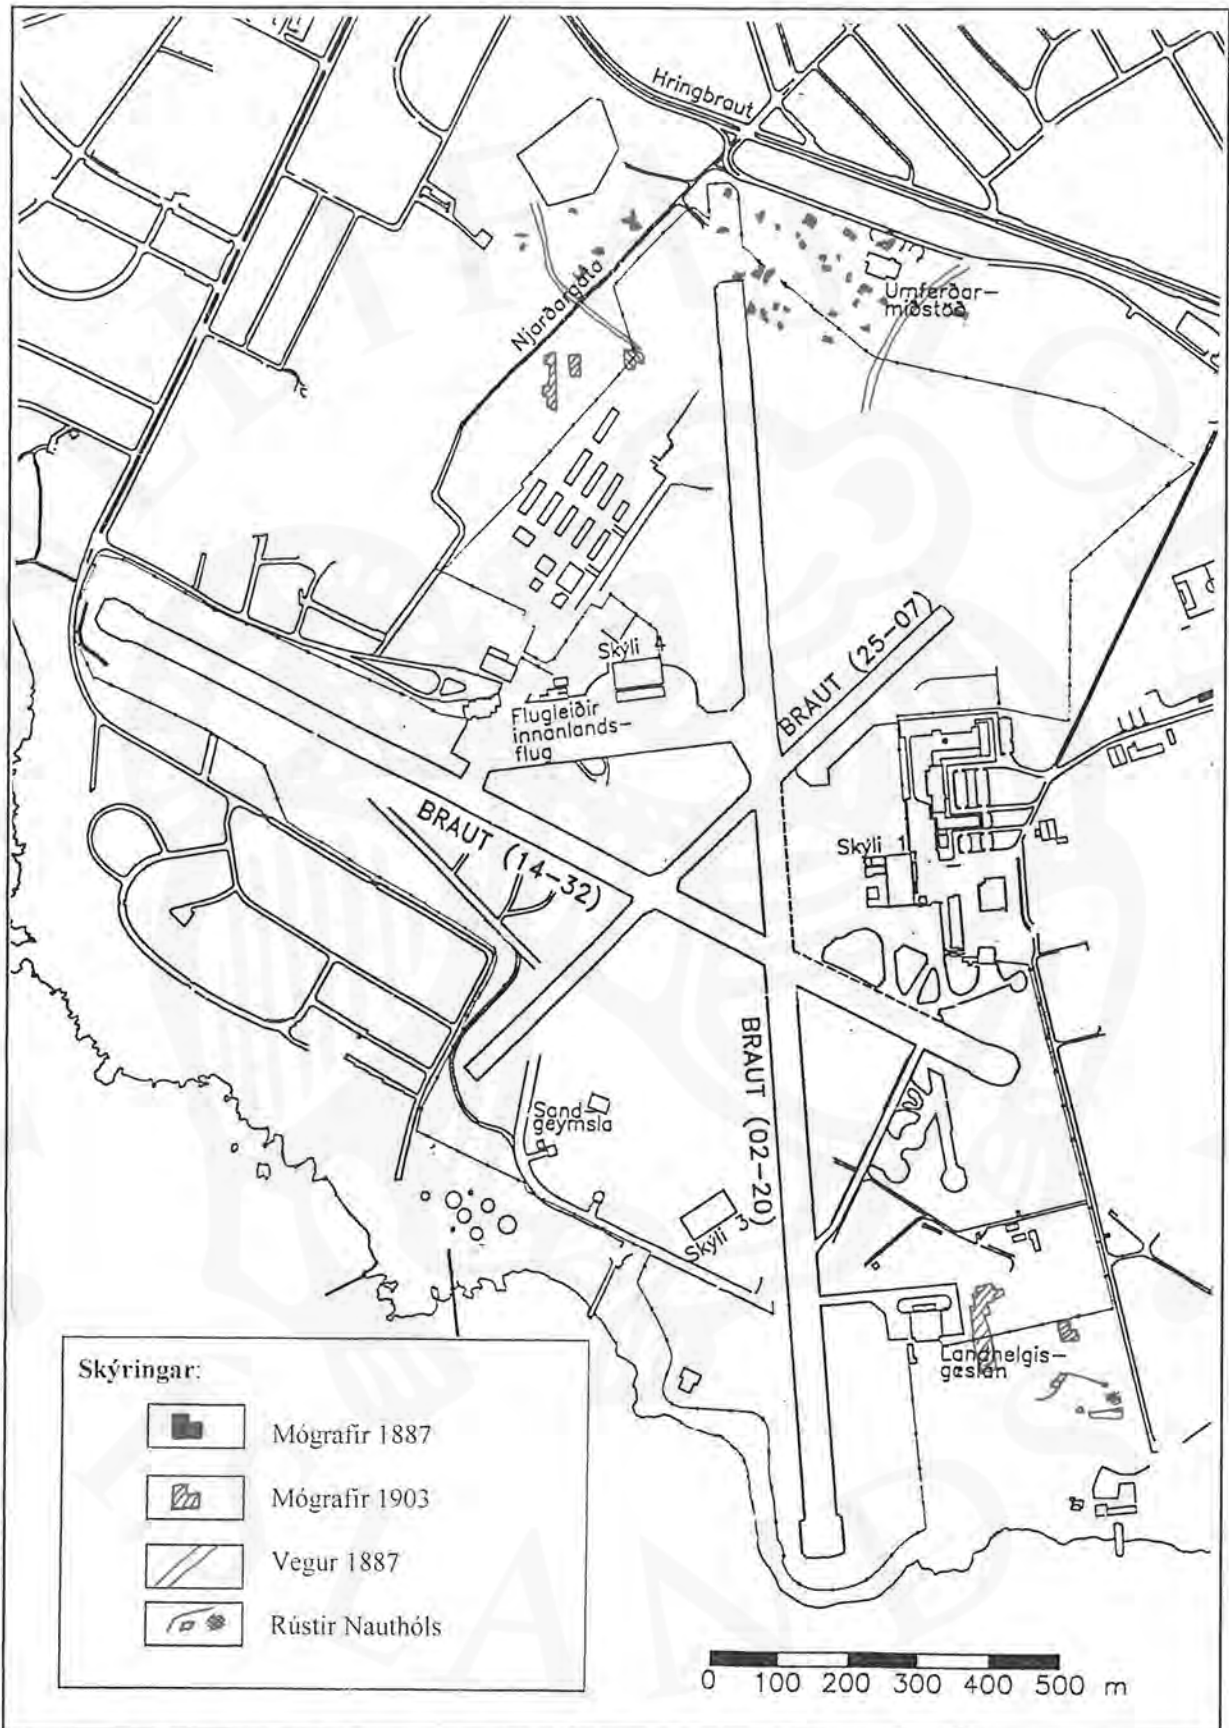 Hringbraut
Njarðargata
Umferðar-
miðstöð
BRAUT (25-07)
Skýli 4
Flugleiðir
innanlands-
flug
BRAUT (14-32)
Skýli 1
BRAUT (02-20)
Sand-
geymsla
Skýli 3
Landhelgis-
gæslan
Skýringar:
Mógrafir 1887
Mógrafir 1903
Vegur 1887
Rústir Nauthóls
0 100 200 300 400 500 m